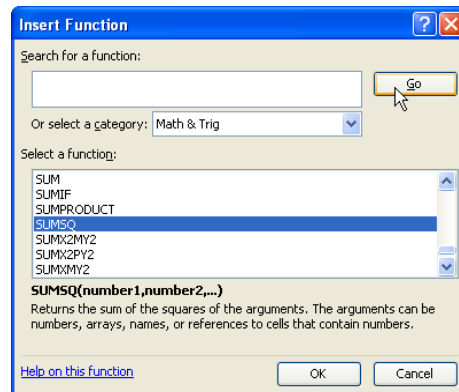 Insert Function
Search for a function:
Go
Or select a category: Math & Trig
Select a function:
SUM
SUMIF
SUMPRODUCT
SUMSQ
SUMX2MY2
SUMX2PY2
SUMXMY2
SUMSQ(number1,number2,...)
Returns the sum of the squares of the arguments. The arguments can be
numbers, arrays, names, or references to cells that contain numbers.
Help on this function
OK
Cancel